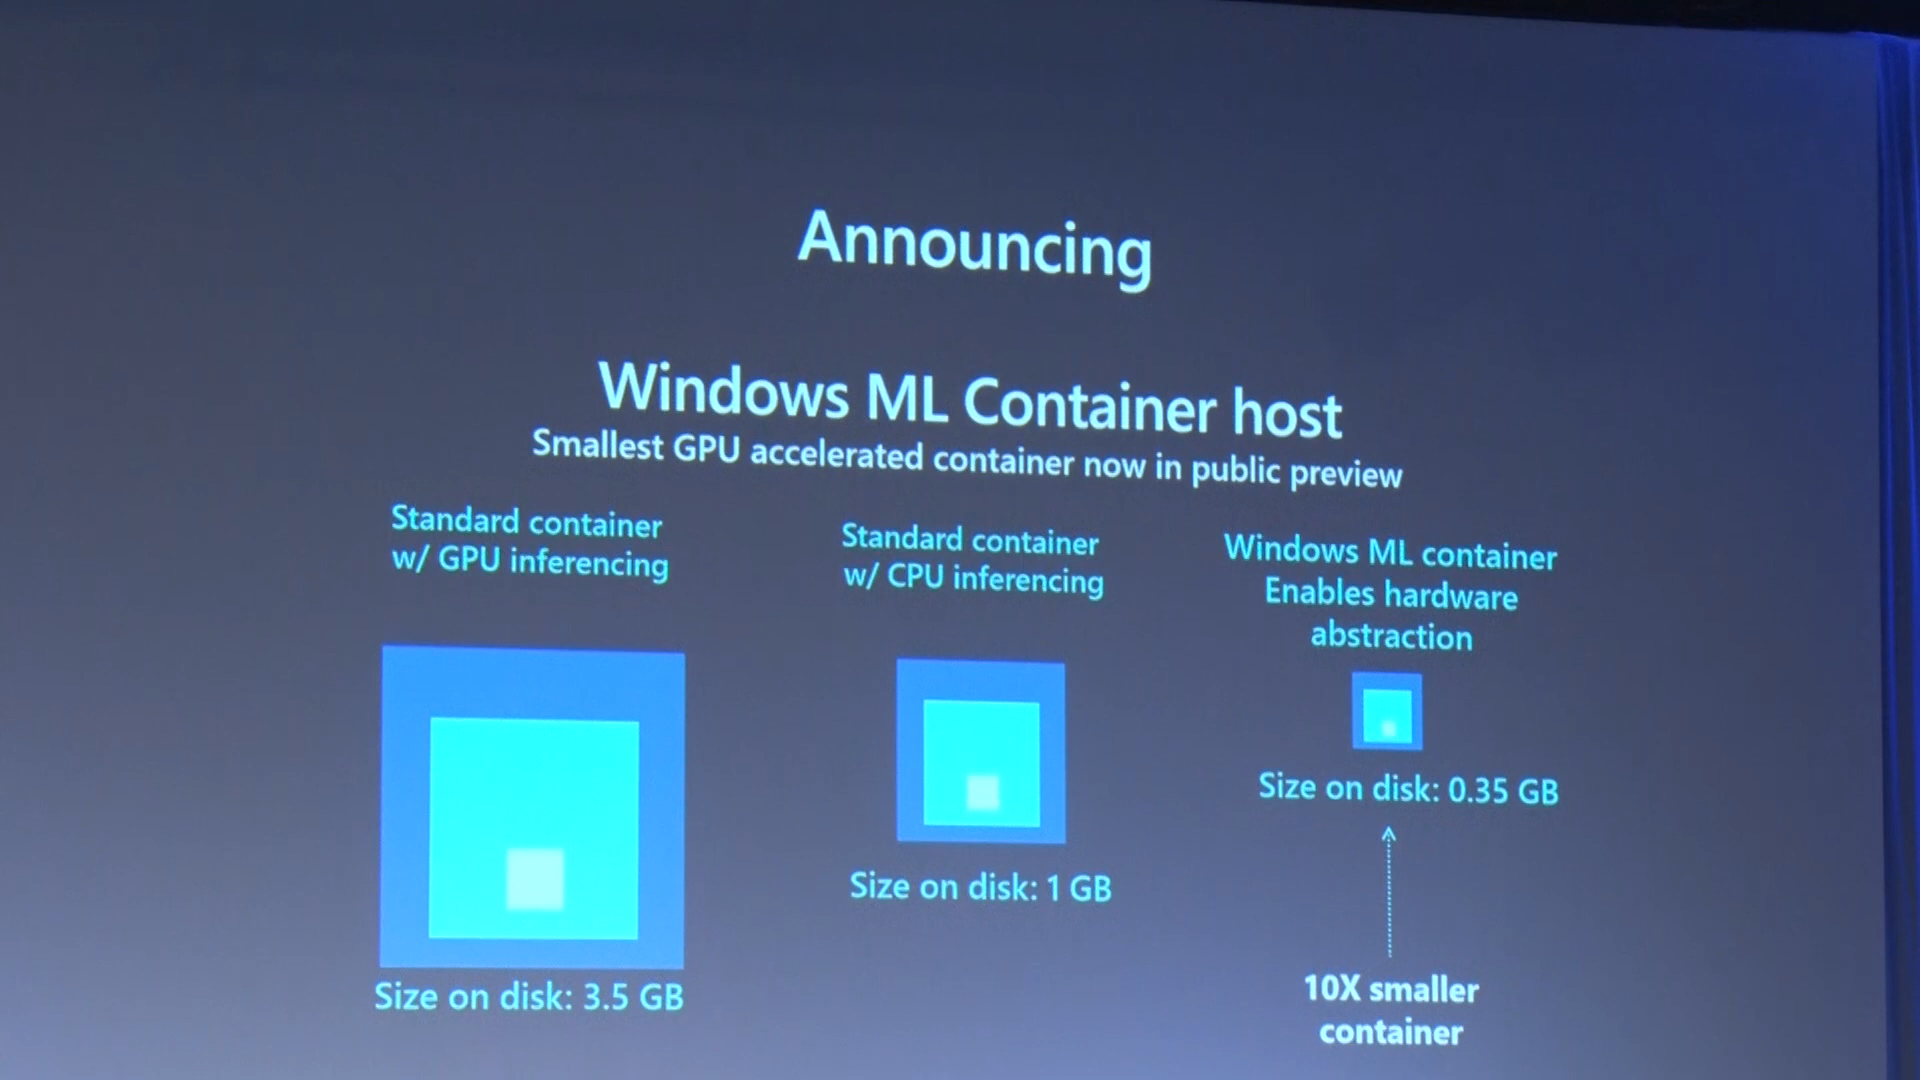 Announcing
Windows ML Container host
Smallest GPU accelerated container now in public preview
Standard container
w/ GPU inferencing
Size on disk: 3.5 GB
Standard container
w/ CPU inferencing
Size on disk: 1 GB
Windows ML container
Enables hardware
abstraction
Size on disk: 0.35 GB
10X smaller
container